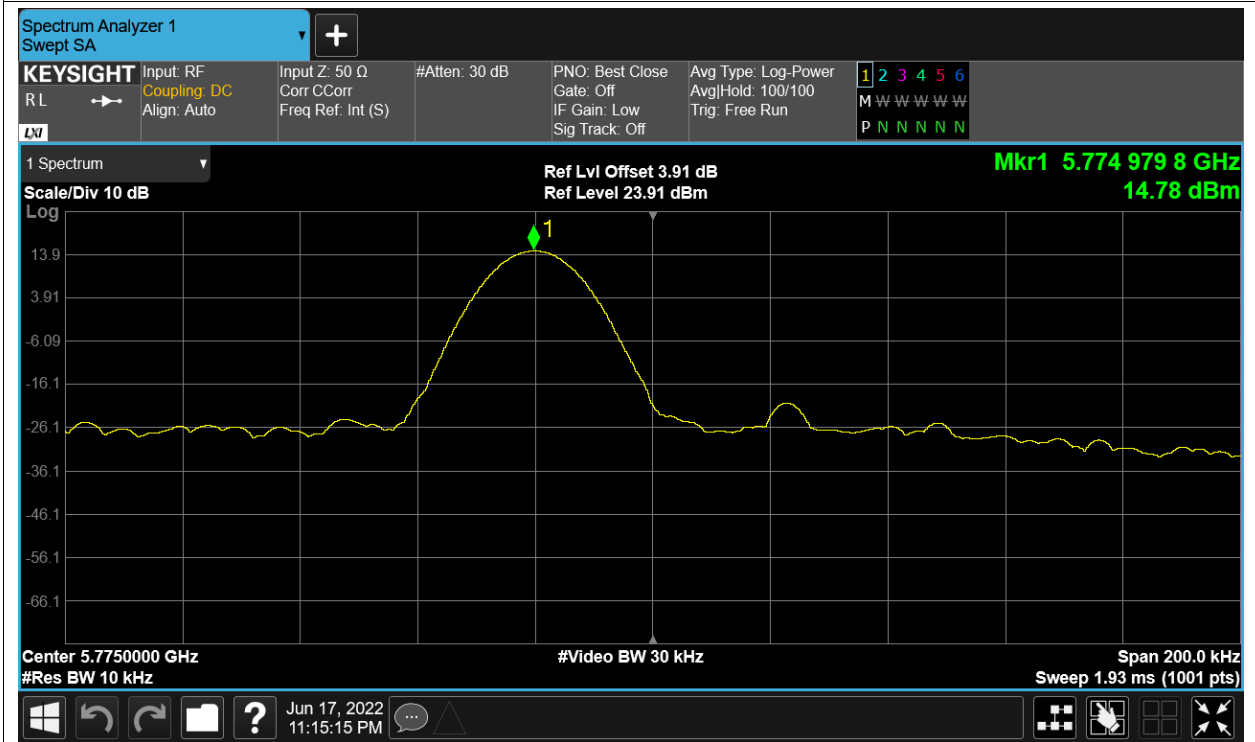 Spectrum Analyzer 1
Swept SA
+
KEYSIGHT Input: RF Input Z: 50 Ω #Atten: 30 dB PNO: Best Close Avg Type: Log-Power 1 2 3 4 5 6
R L Coupling: DC Corr CCorr Gate: Off Avg|Hold: 100/100 M W W W W W
Align: Auto Freq Ref: Int (S) IF Gain: Low Trig: Free Run
LXI Sig Track: Off P N N N N N
1 Spectrum
Ref Lvl Offset 3.91 dB Mkr1 5.774 979 8 GHz
Scale/Div 10 dB Ref Level 23.91 dBm 14.78 dBm
Log
1
13.9
3.91
-6.09
-16.1
-26.1
-36.1
-46.1
-56.1
-66.1
Center 5.7750000 GHz #Video BW 30 kHz Span 200.0 kHz
#Res BW 10 kHz Sweep 1.93 ms (1001 pts)
? Jun 17, 2022
11:15:15 PM